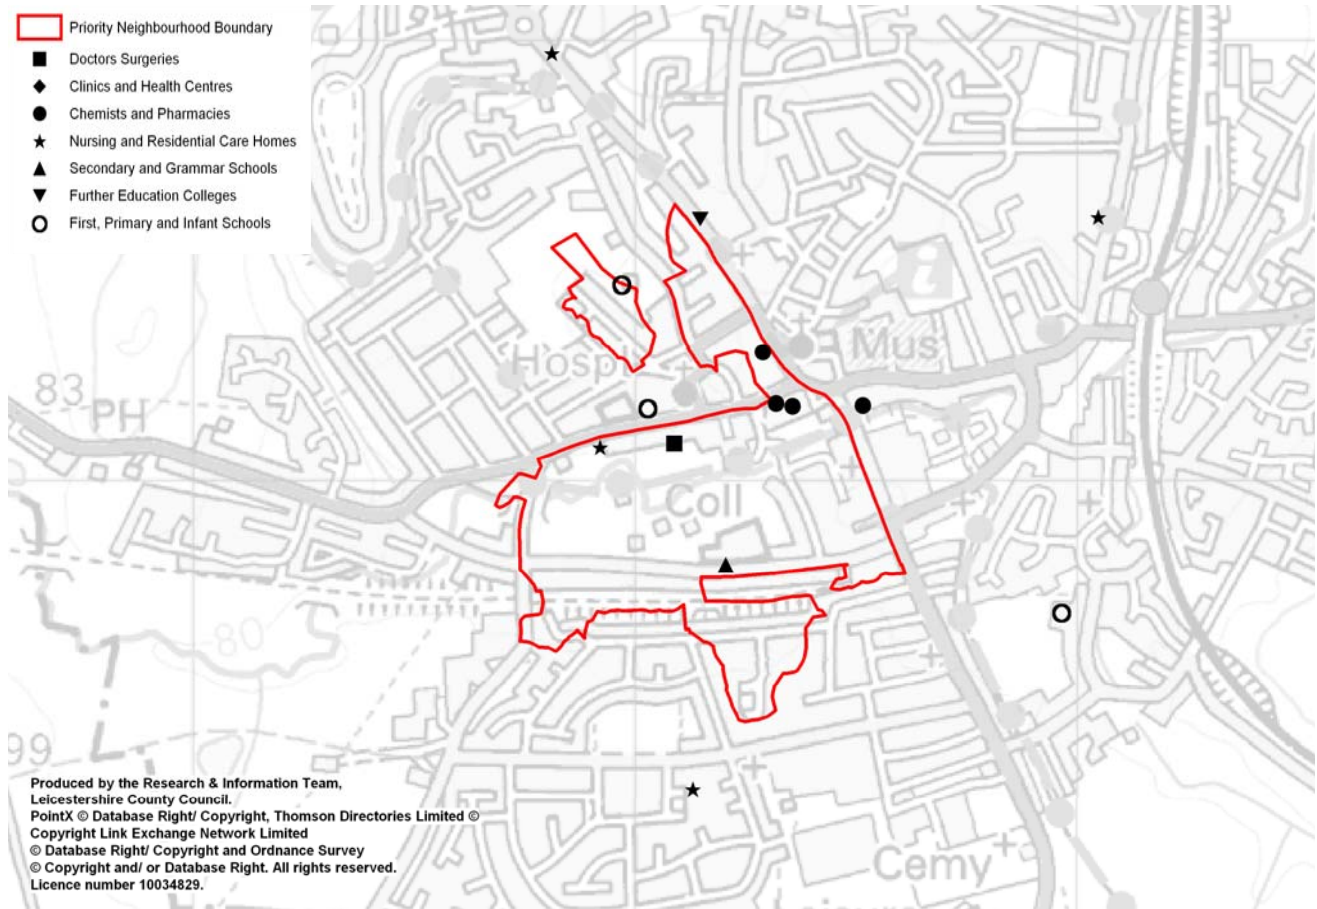 Priority Neighbourhood Boundary
Doctors Surgeries
Clinics and Health Centres
Chemists and Pharmacies
Nursing and Residential Care Homes
Secondary and Grammar Schools
Further Education Colleges
First, Primary and Infant Schools
i
Mus
Hospl
83
PH
Coll
80
99
Cemy
Produced by the Research & Information Team,
Leicestershire County Council.
PointX © Database Right/ Copyright, Thomson Directories Limited ©
Copyright Link Exchange Network Limited
© Database Right/ Copyright and Ordnance Survey
© Copyright and/ or Database Right. All rights reserved.
Licence number 10034829.